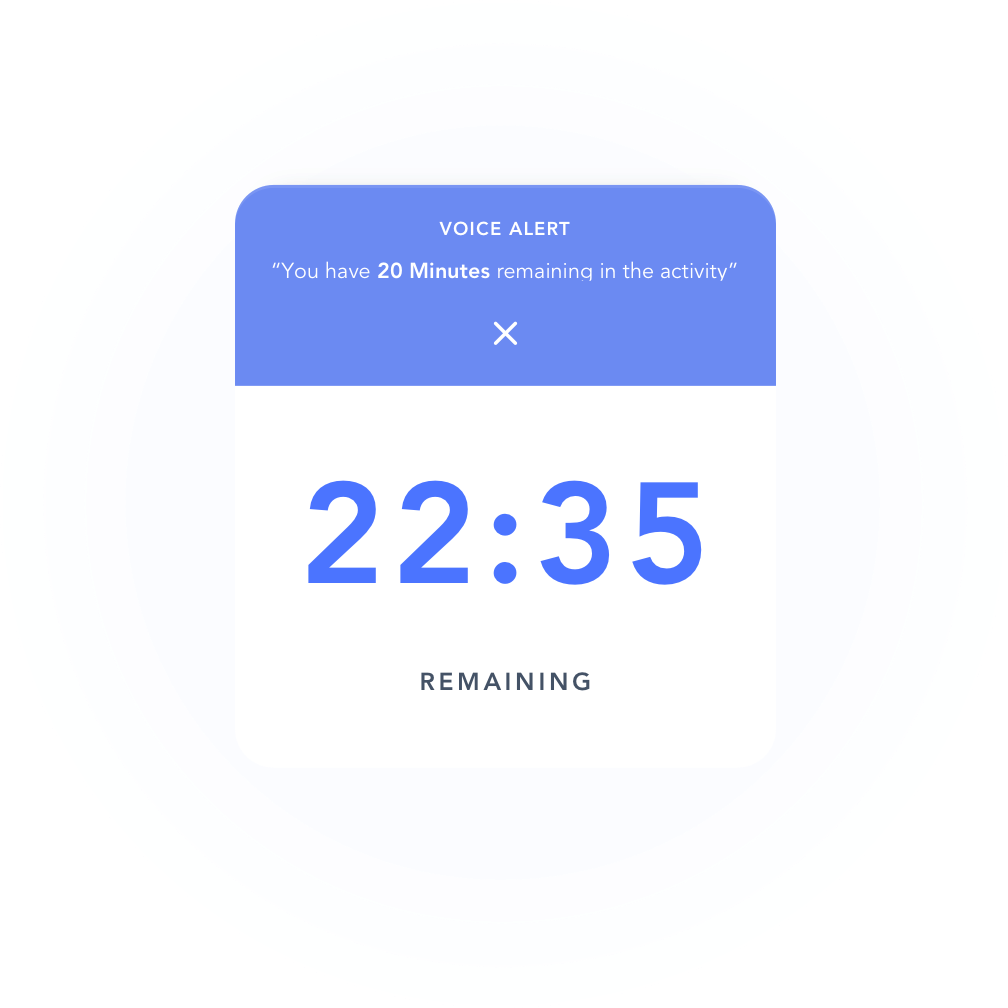 VOICE ALERT
“You have 20 Minutes remaining in the activity”
22:35
REMAINING